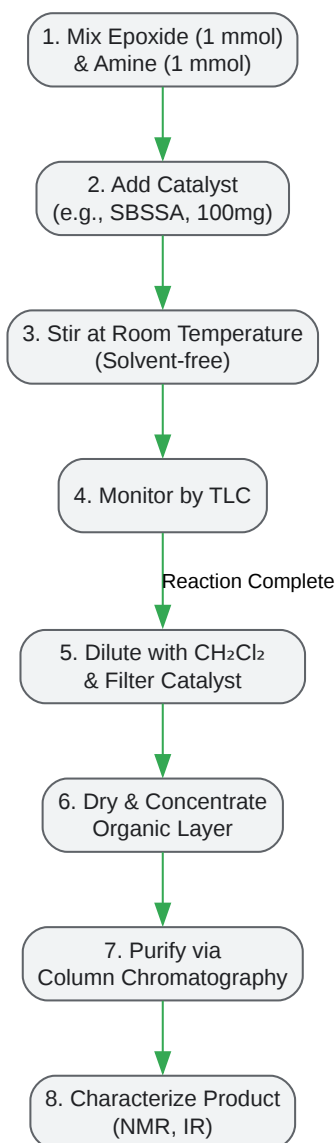 1. Mix Epoxide (1 mmol)
& Amine (1 mmol)
2. Add Catalyst
(e.g., SBSSA, 100mg)
3. Stir at Room Temperature
(Solvent-free)
4. Monitor by TLC
Reaction Complete
5. Dilute with CH₂Cl₂
& Filter Catalyst
6. Dry & Concentrate
Organic Layer
7. Purify via
Column Chromatography
8. Characterize Product
(NMR, IR)